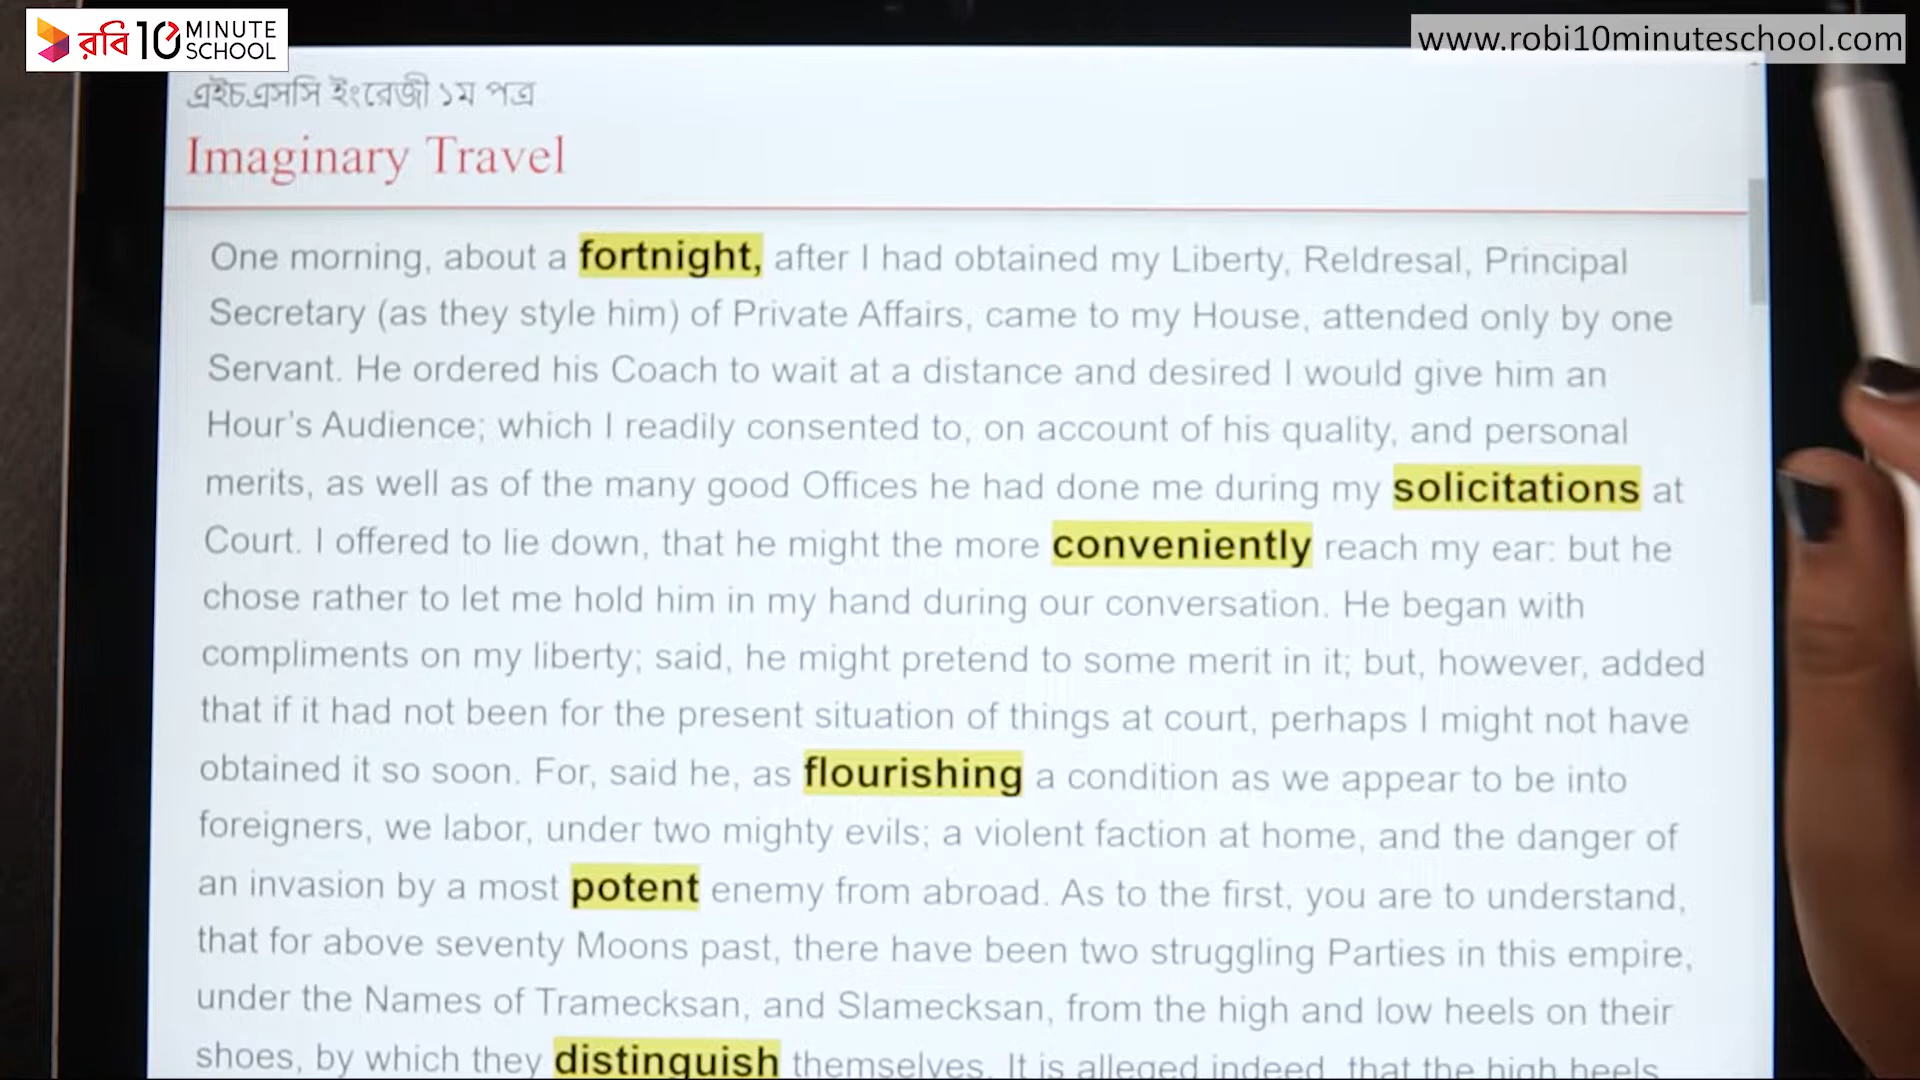 রবি 10 MINUTE SCHOOL
www.robi10minuteschool.com
এইচএসসি ইংরেজী ১ম পত্র
Imaginary Travel
One morning, about a fortnight, after I had obtained my Liberty, Reldresal, Principal
Secretary (as they style him) of Private Affairs, came to my House, attended only by one
Servant. He ordered his Coach to wait at a distance and desired I would give him an
Hour's Audience; which I readily consented to, on account of his quality, and personal
merits, as well as of the many good Offices he had done me during my solicitations at
Court. I offered to lie down, that he might the more conveniently reach my ear: but he
chose rather to let me hold him in my hand during our conversation. He began with
compliments on my liberty; said, he might pretend to some merit in it; but, however, added
that if it had not been for the present situation of things at court, perhaps I might not have
obtained it so soon. For, said he, as flourishing a condition as we appear to be into
foreigners, we labor, under two mighty evils; a violent faction at home, and the danger of
an invasion by a most potent enemy from abroad. As to the first, you are to understand,
that for above seventy Moons past, there have been two struggling Parties in this empire,
under the Names of Tramecksan, and Slamecksan, from the high and low heels on their
shoes, by which they distinguish themselves. It is alleged indeed, that the high heels